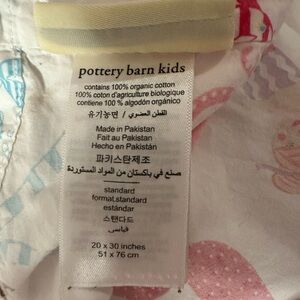 pottery barn kids
contains 100% organic cotton
100% coton d'agriculture biologique
contiene 100 % algodón orgánico
유기농면 / القطن العضوي
Made in Pakistan
Fait au Pakistan
Hecho en Pakistán
파키스탄제조
صنع في باكستان من المواد المستوردة
standard
format standard
estándar
스탠다드
قياسي
20 x 30 inches
51 x 76 cm